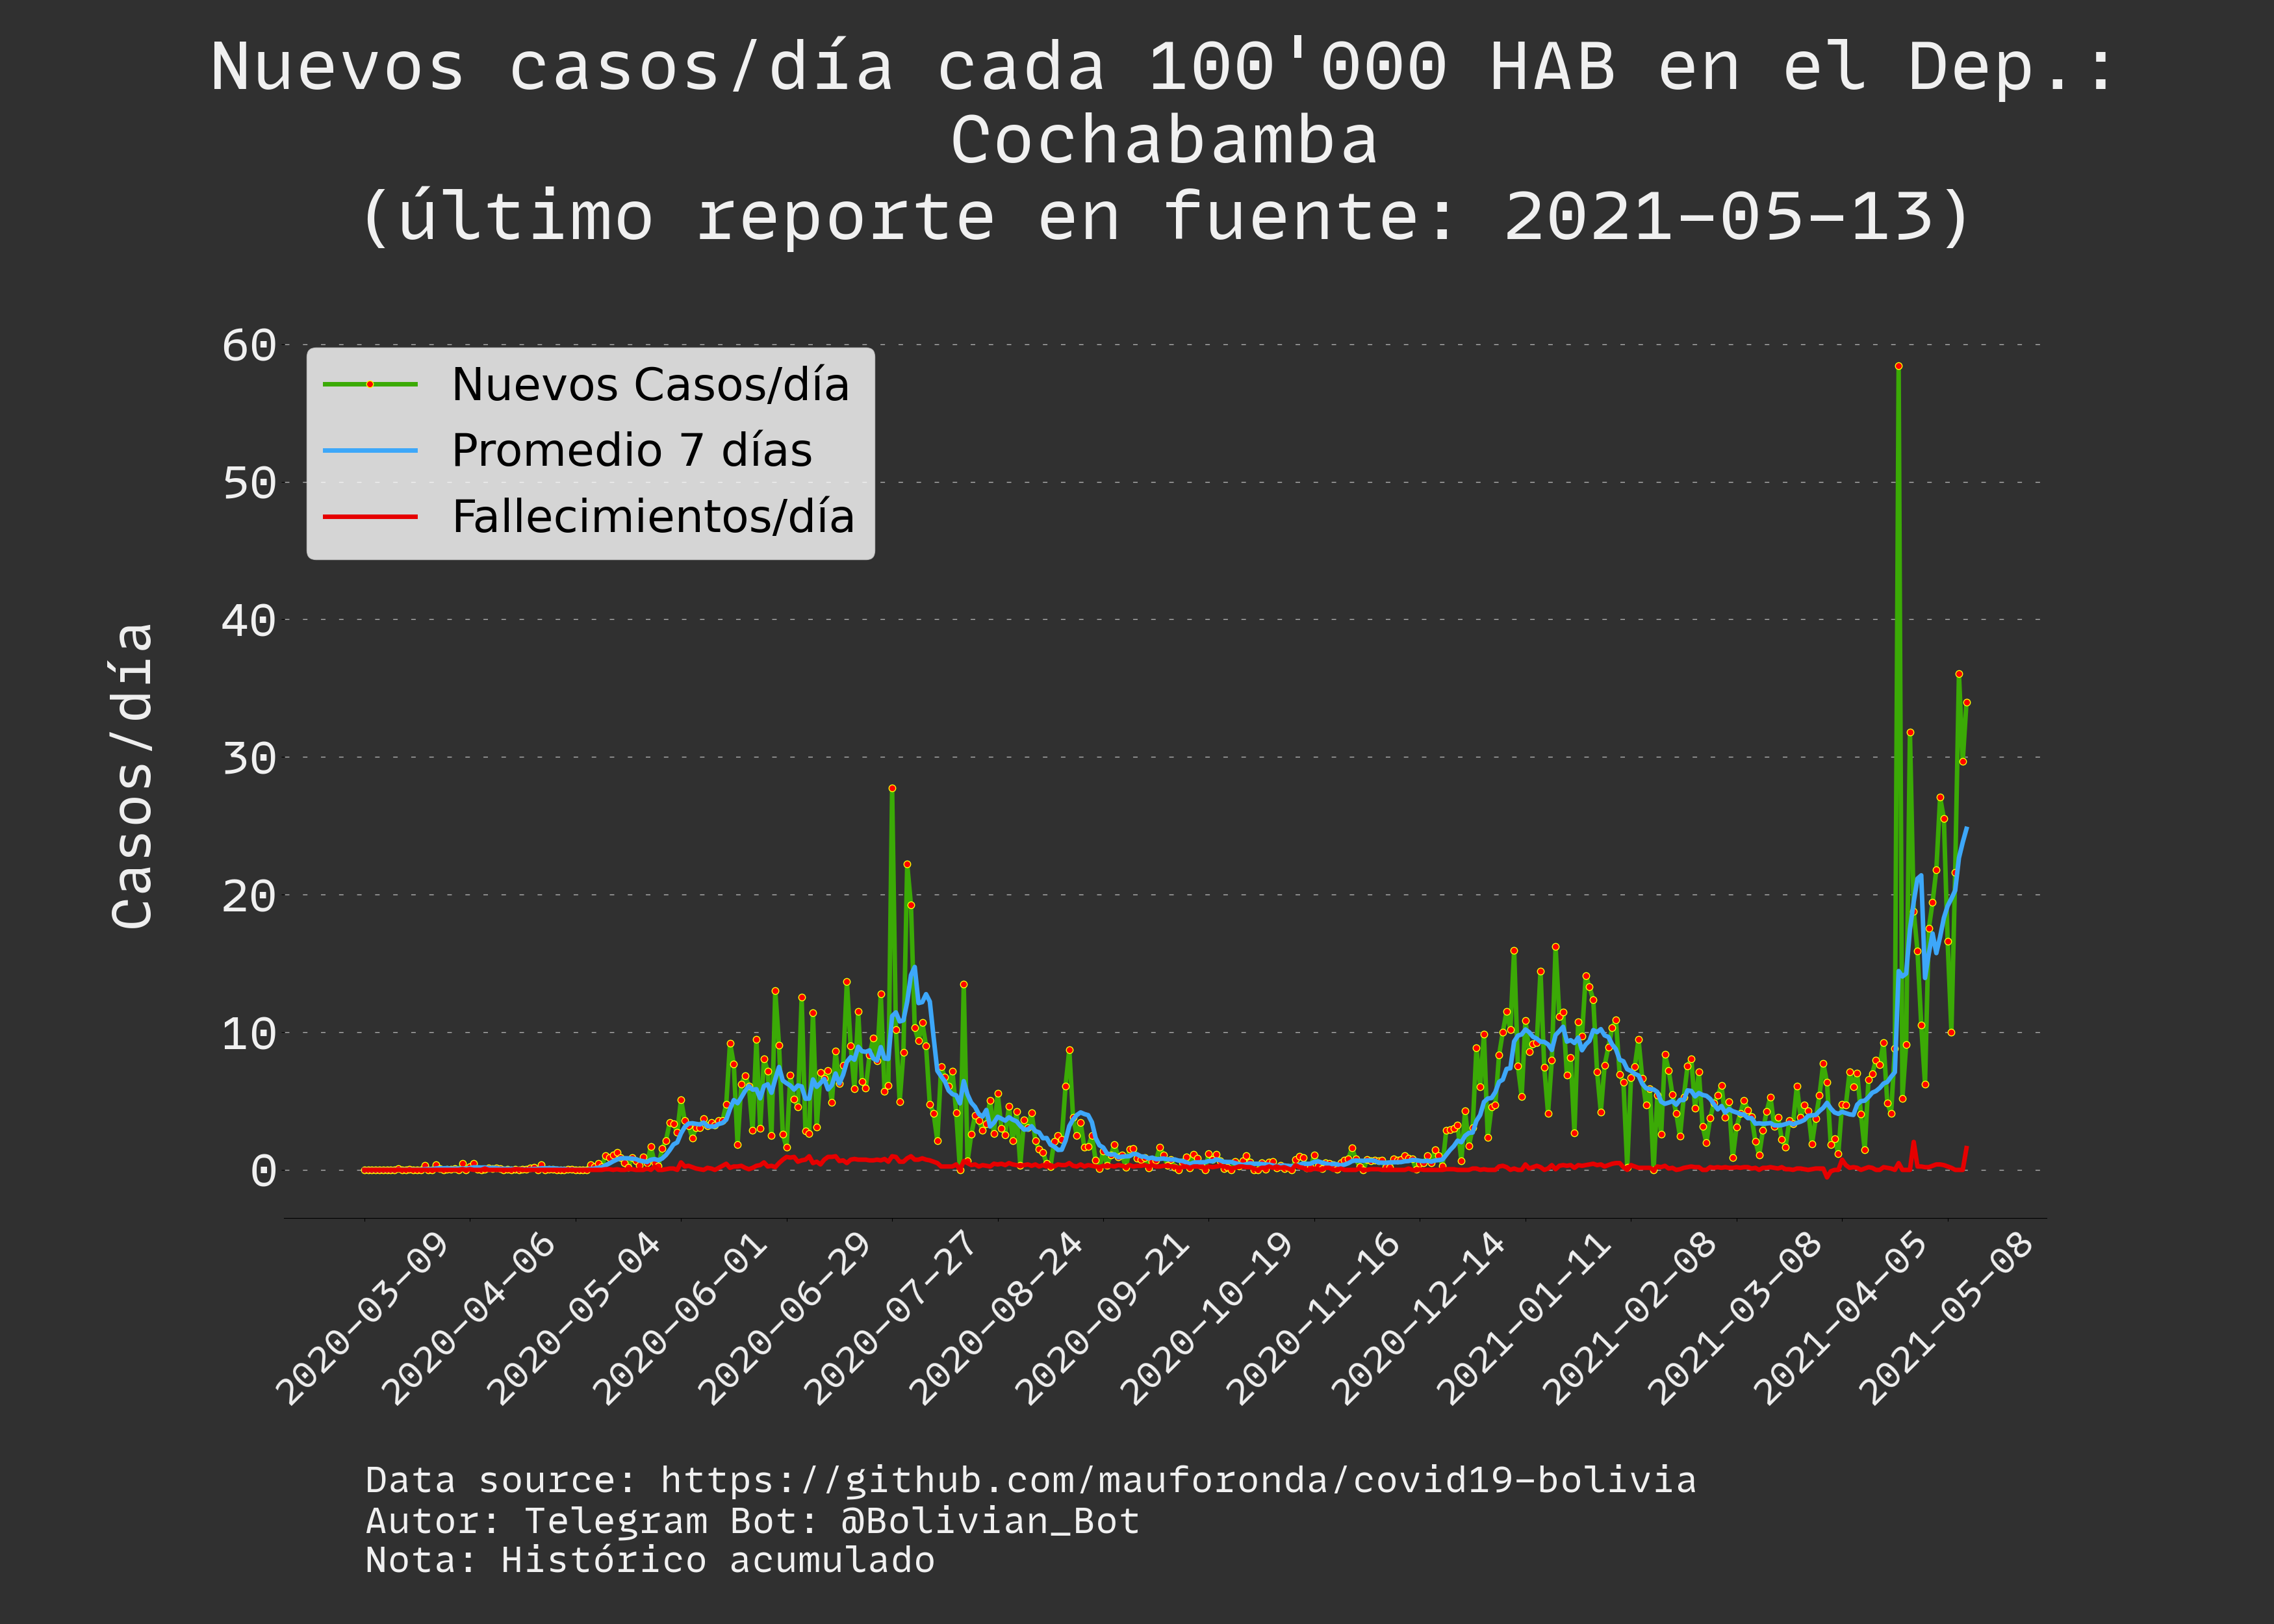 Nuevos casos/día cada 100'000 HAB en el Dep.:
Cochabamba
(último reporte en fuente: 2021-05-13)
Casos/día
60
50
40
30
20
10
0
Nuevos Casos/día
Promedio 7 días
Fallecimientos/día
2020-03-09
2020-04-06
2020-05-04
2020-06-01
2020-06-29
2020-07-27
2020-08-24
2020-09-21
2020-10-19
2020-11-16
2020-12-14
2021-01-11
2021-02-08
2021-03-08
2021-04-05
2021-05-08
Data source: https://github.com/mauforonda/covid19-bolivia
Autor: Telegram Bot: @Bolivian_Bot
Nota: Histórico acumulado